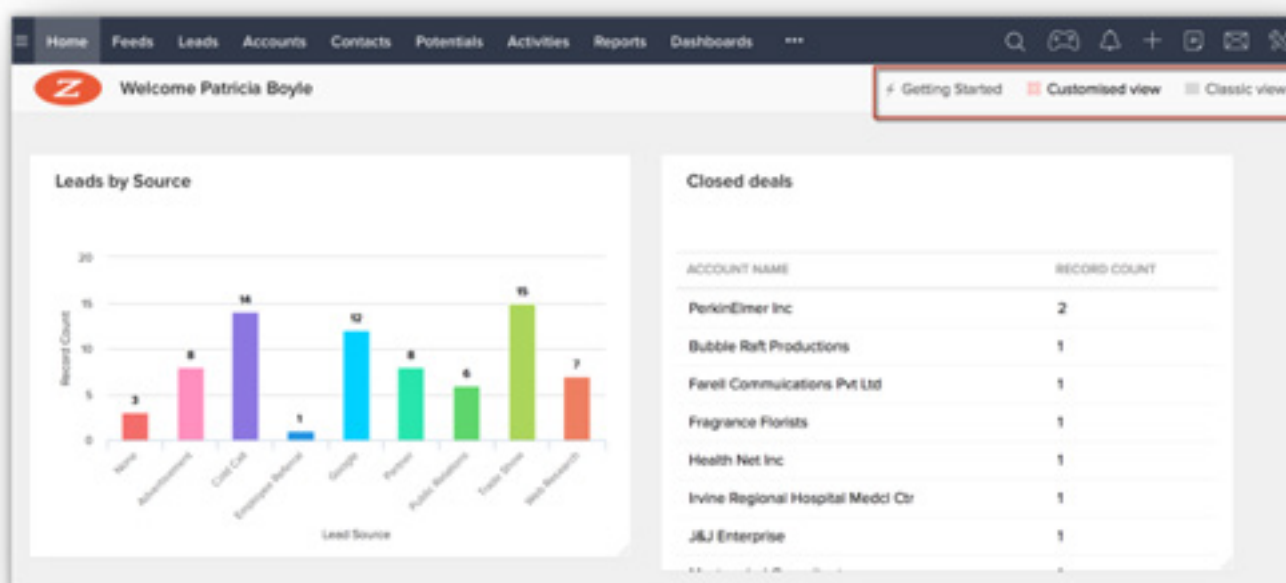 Home Feeds Leads Accounts Contacts Potentials Activities Reports Dashboards •••
Z Welcome Patricia Boyle
Getting Started Customised view Classic view
Leads by Source
20
15
10
5
0
Record Count
3
8
14
1
12
8
6
15
7
None
Advertisement
Cold Call
Employee Referral
Google
Partner
Public Relations
Trade Show
Web Research
Lead Source
Closed deals
ACCOUNT NAME RECORD COUNT
PerkinElmer Inc 2
Bubble Raft Productions 1
Farell Commuications Pvt Ltd 1
Fragrance Florists 1
Health Net Inc 1
Irvine Regional Hospital Medcl Ctr 1
J&J Enterprise 1